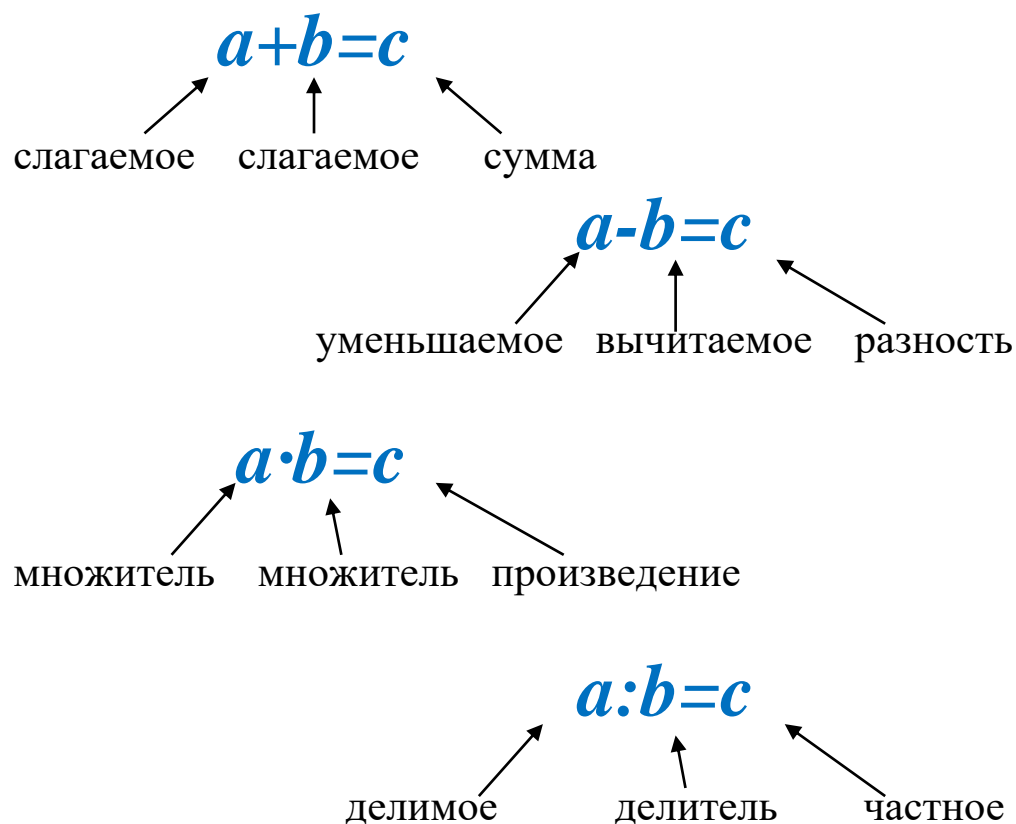 a+b=c
слагаемое слагаемое сумма
a-b=c
уменьшаемое вычитаемое разность
a·b=c
множитель множитель произведение
a:b=c
делимое делитель частное